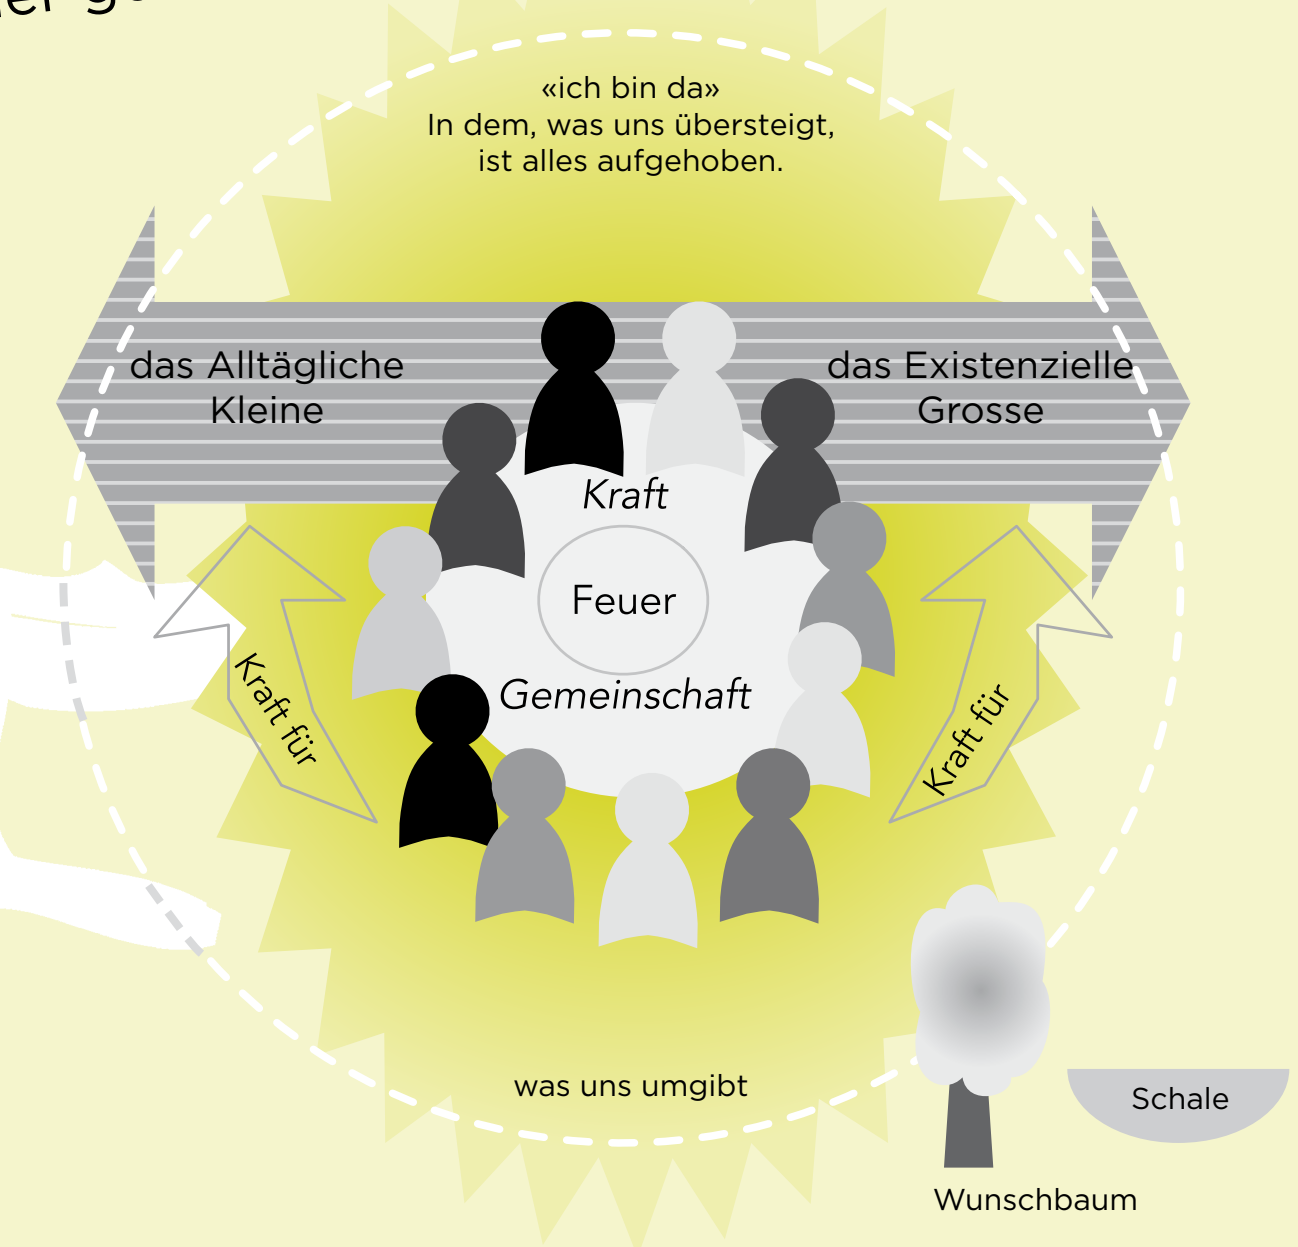 «ich bin da»
In dem, was uns übersteigt,
ist alles aufgehoben.
das Alltägliche
Kleine
das Existenzielle
Grosse
Kraft
Feuer
Gemeinschaft
Kraft für
Kraft für
was uns umgibt
Schale
Wunschbaum